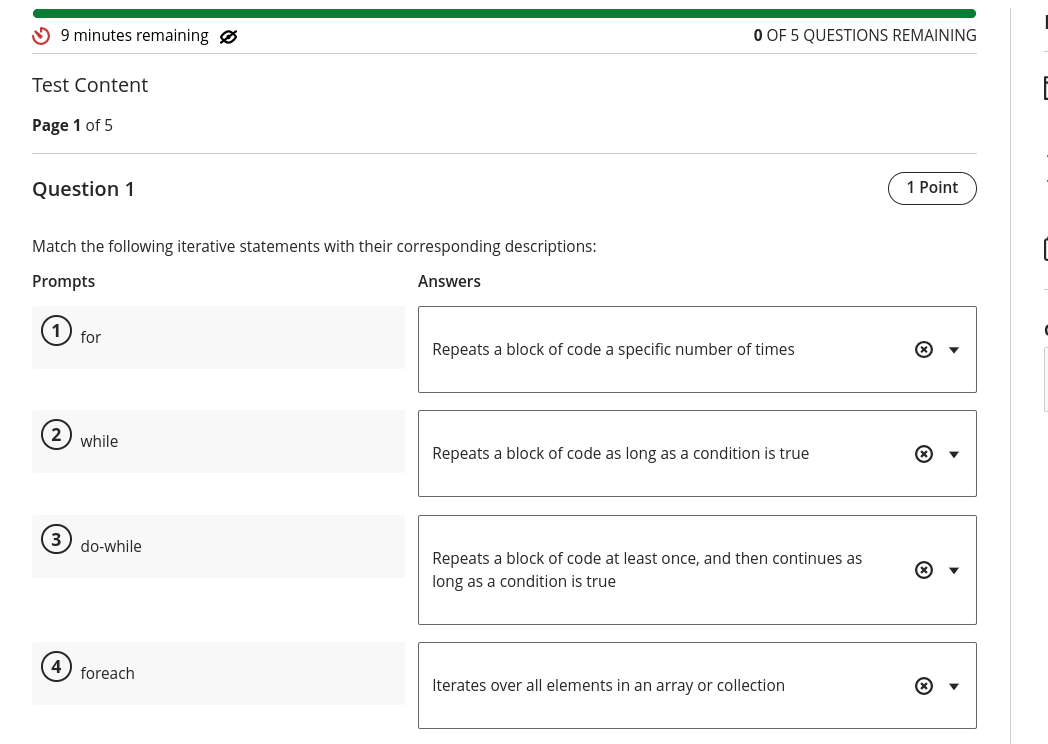 9 minutes remaining
0 OF 5 QUESTIONS REMAINING
Test Content
Page 1 of 5
Question 1
1 Point
Match the following iterative statements with their corresponding descriptions:
Prompts
Answers
1 for
Repeats a block of code a specific number of times
2 while
Repeats a block of code as long as a condition is true
3 do-while
Repeats a block of code at least once, and then continues as
long as a condition is true
4 foreach
Iterates over all elements in an array or collection